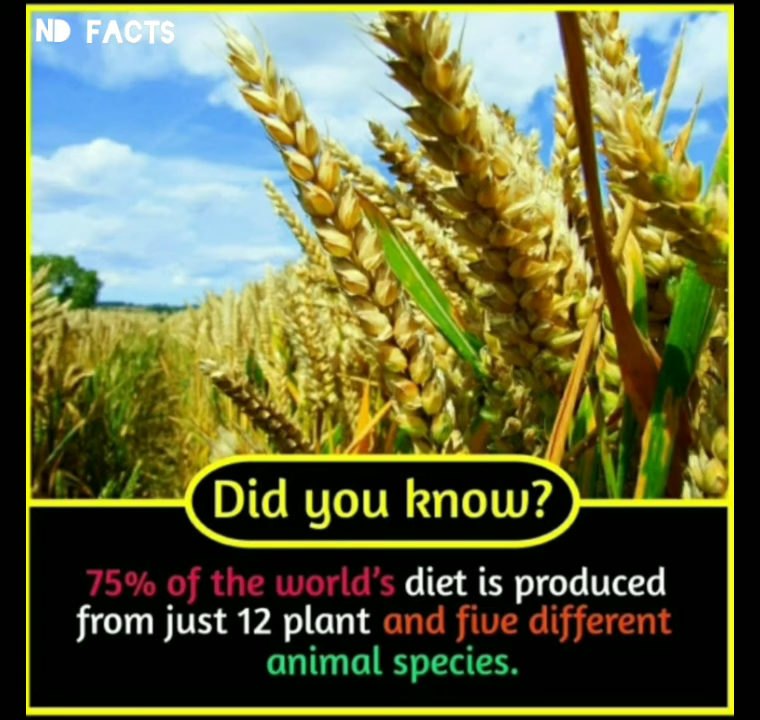 ND FACTS
Did you know?
75% of the world's diet is produced
from just 12 plant and five different
animal species.